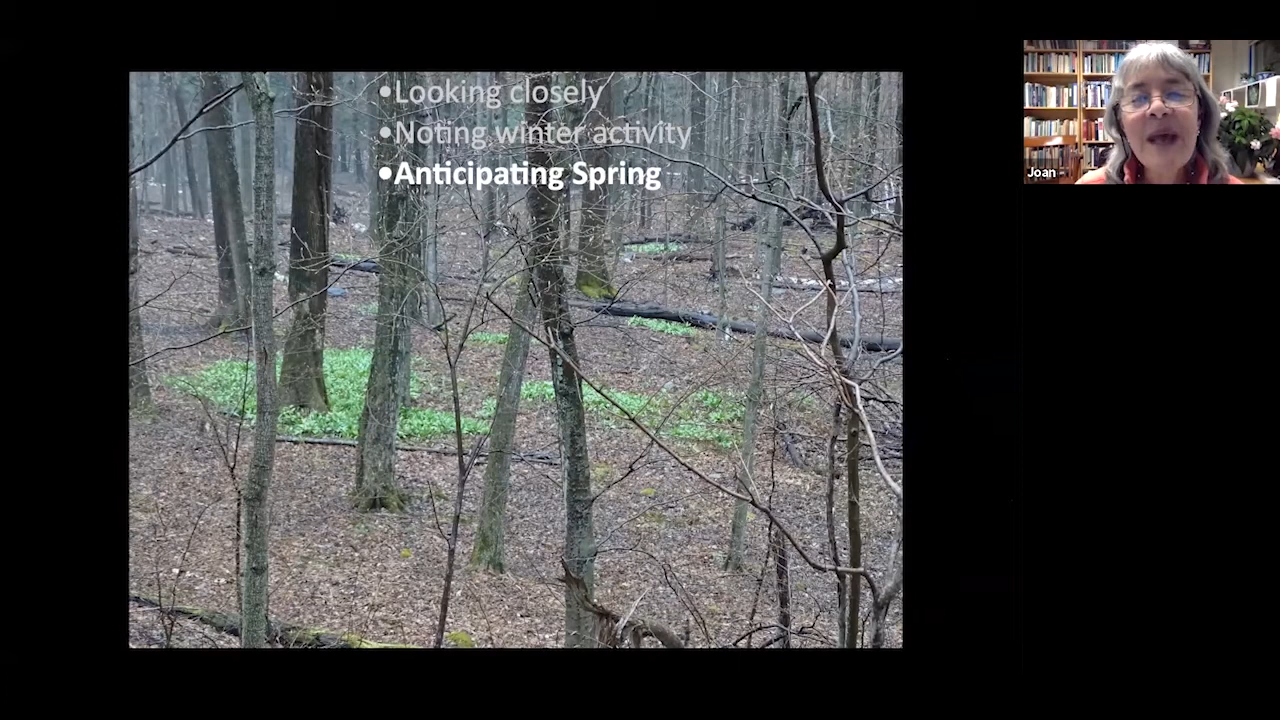 •Looking closely
•Noting winter activity
•Anticipating Spring
Joan